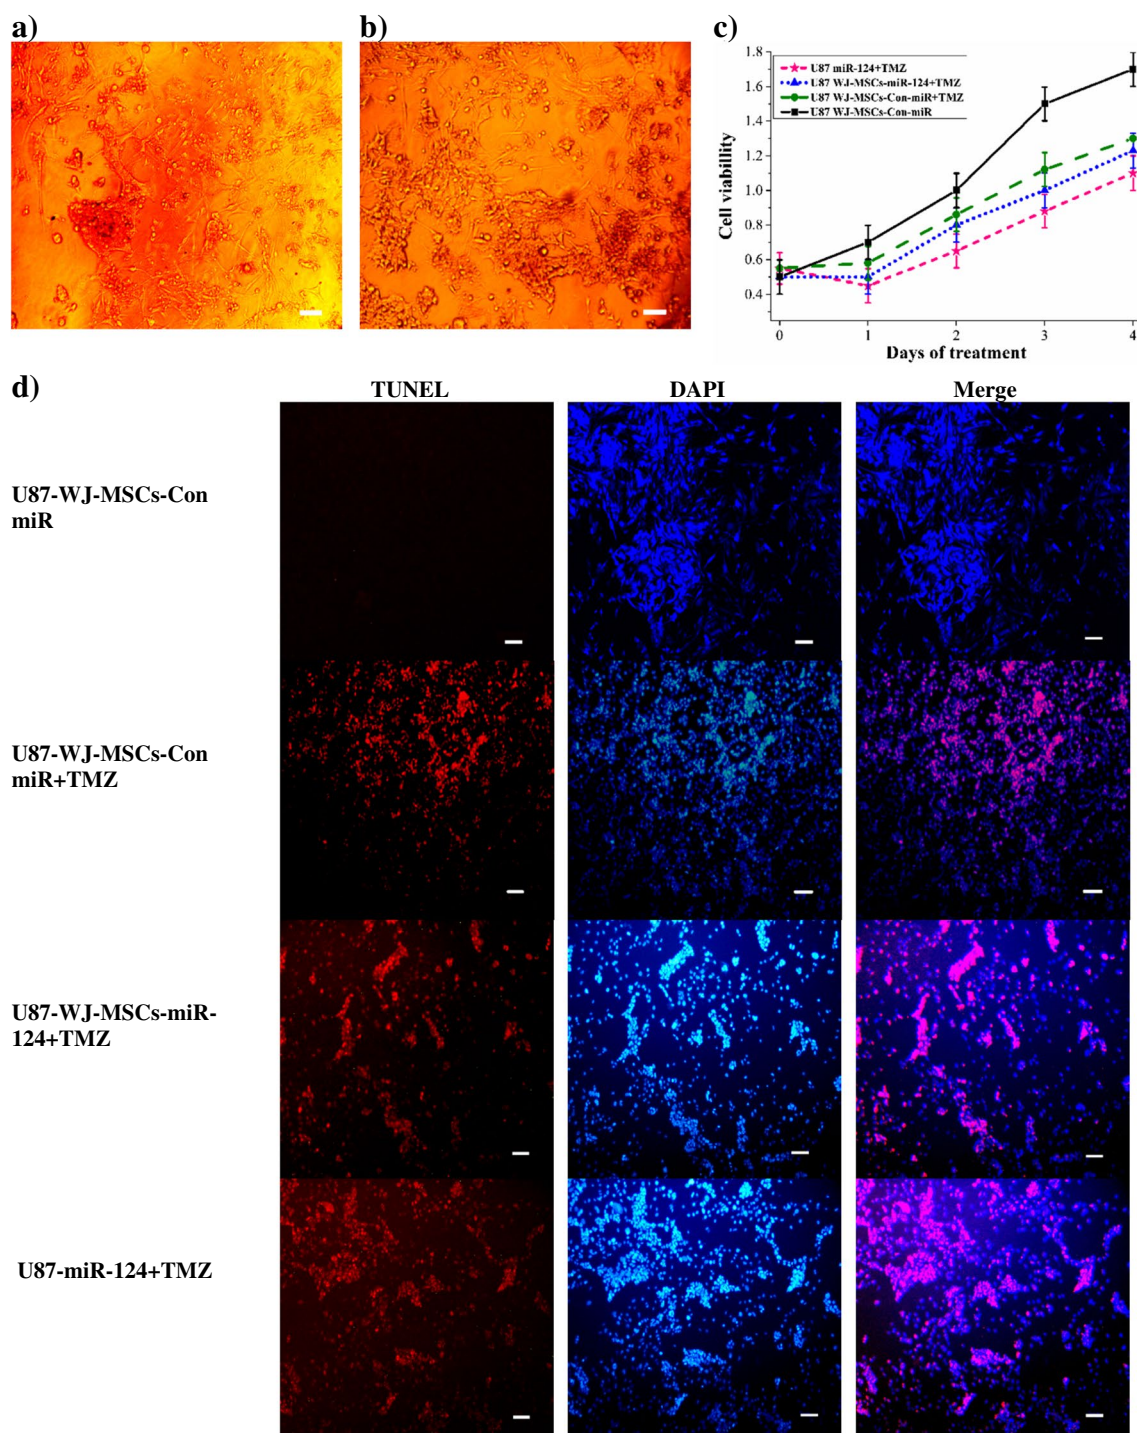 a)
b)
c)
1.8
1.6
1.4
1.2
1.0
0.8
0.6
0.4
Cell viabillity
U87 miR-124+TMZ
U87 WJ-MSCs-miR-124+TMZ
U87 WJ-MSCs-Con-miR+TMZ
U87 WJ-MSCs-Con-miR
0 1 2 3 4
Days of treatment
d)
TUNEL DAPI Merge
U87-WJ-MSCs-Con
miR
U87-WJ-MSCs-Con
miR+TMZ
U87-WJ-MSCs-miR-
124+TMZ
U87-miR-124+TMZ